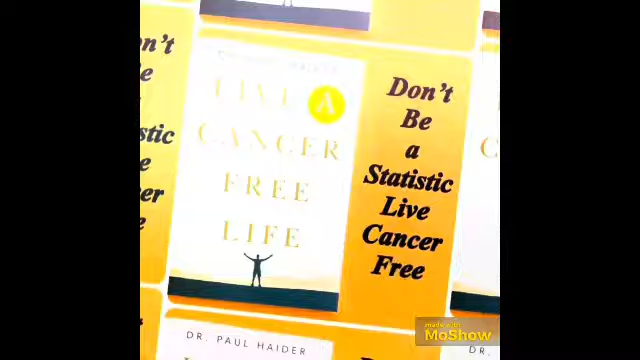 LIVE A
CANCER
FREE
LIFE
Don't
Be
a
Statistic
Live
Cancer
Free
DR. PAUL HAIDER
made with
MoShow